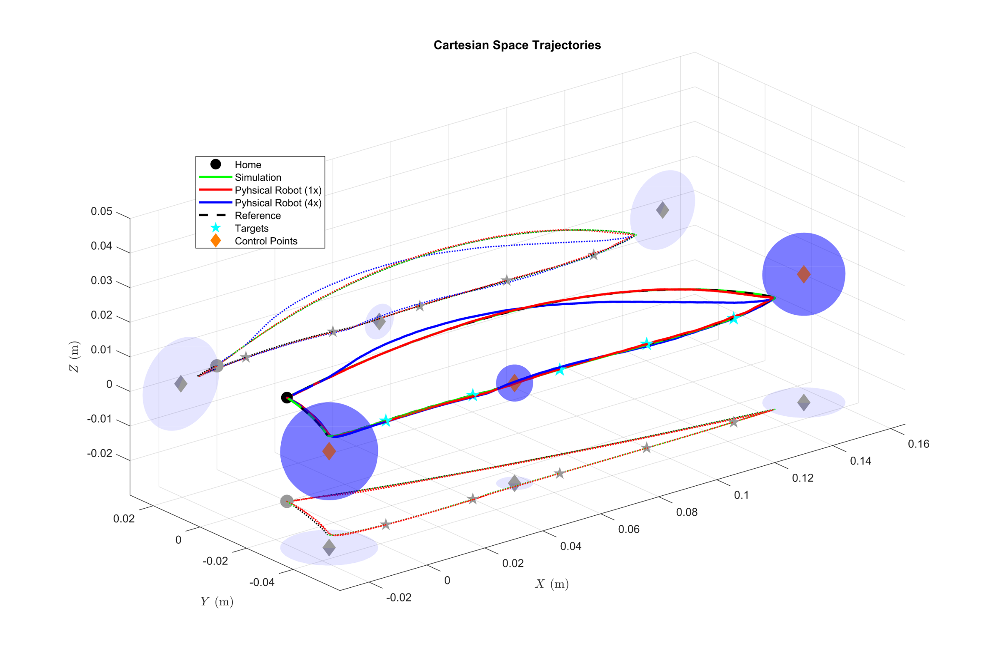 Cartesian Space Trajectories
Home
Simulation
Pyhsical Robot (1x)
Pyhsical Robot (4x)
Reference
Targets
Control Points
0.05
0.04
0.03
0.02
0.01
0
-0.01
-0.02
Z (m)
0.02
0
-0.02
-0.04
Y (m)
-0.02
0
0.02
0.04
0.06
0.08
0.1
0.12
0.14
0.16
X (m)